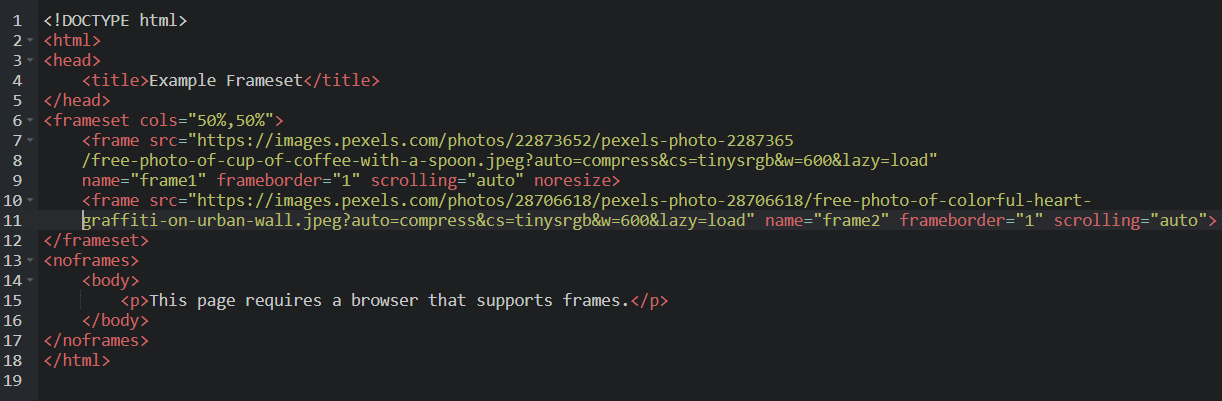 1 <!DOCTYPE html>
2 <html>
3 <head>
4     <title>Example Frameset</title>
5 </head>
6 <frameset cols="50%,50%">
7     <frame src="https://images.pexels.com/photos/22873652/pexels-photo-2287365
8     /free-photo-of-cup-of-coffee-with-a-spoon.jpeg?auto=compress&cs=tinysrgb&w=600&lazy=load"
9     name="frame1" frameborder="1" scrolling="auto" noresize>
10     <frame src="https://images.pexels.com/photos/28706618/pexels-photo-28706618/free-photo-of-colorful-heart-
11     graffiti-on-urban-wall.jpeg?auto=compress&cs=tinysrgb&w=600&lazy=load" name="frame2" frameborder="1" scrolling="auto">
12 </frameset>
13 <noframes>
14     <body>
15         <p>This page requires a browser that supports frames.</p>
16     </body>
17 </noframes>
18 </html>
19